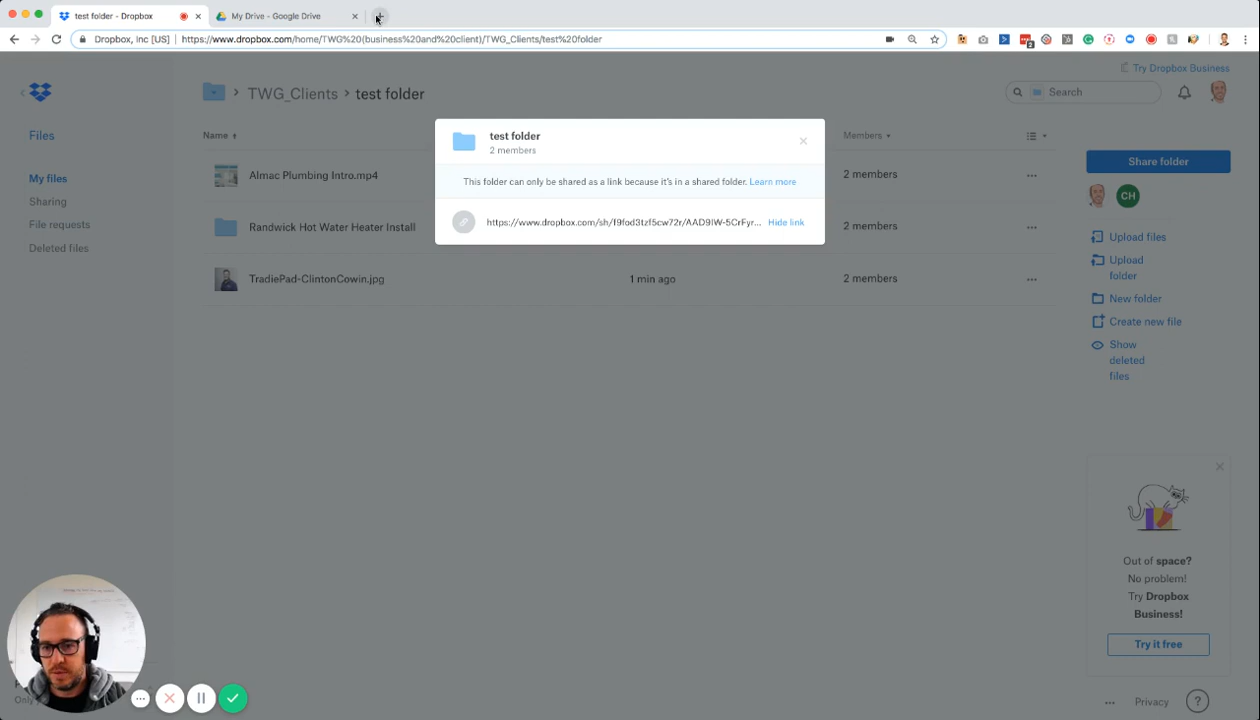 test folder - Dropbox
My Drive - Google Drive
Dropbox, Inc [US] | https://www.dropbox.com/home/TWG%20(business%20and%20client)/TWG_Clients/test%20folder
2
Try Dropbox Business
TWG_Clients > test folder
Search
Files
Name
Members
My files
Sharing
File requests
Deleted files
Almac Plumbing Intro.mp4
2 members
Randwick Hot Water Heater Install
2 members
TradiePad-ClintonCowin.jpg
1 min ago
2 members
test folder
2 members
This folder can only be shared as a link because it's in a shared folder. Learn more
Hide link
Share folder
CH
Upload files
Upload
folder
New folder
Create new file
Show
deleted
files
Out of space?
No problem!
Try Dropbox
Business!
Try it free
Privacy
?